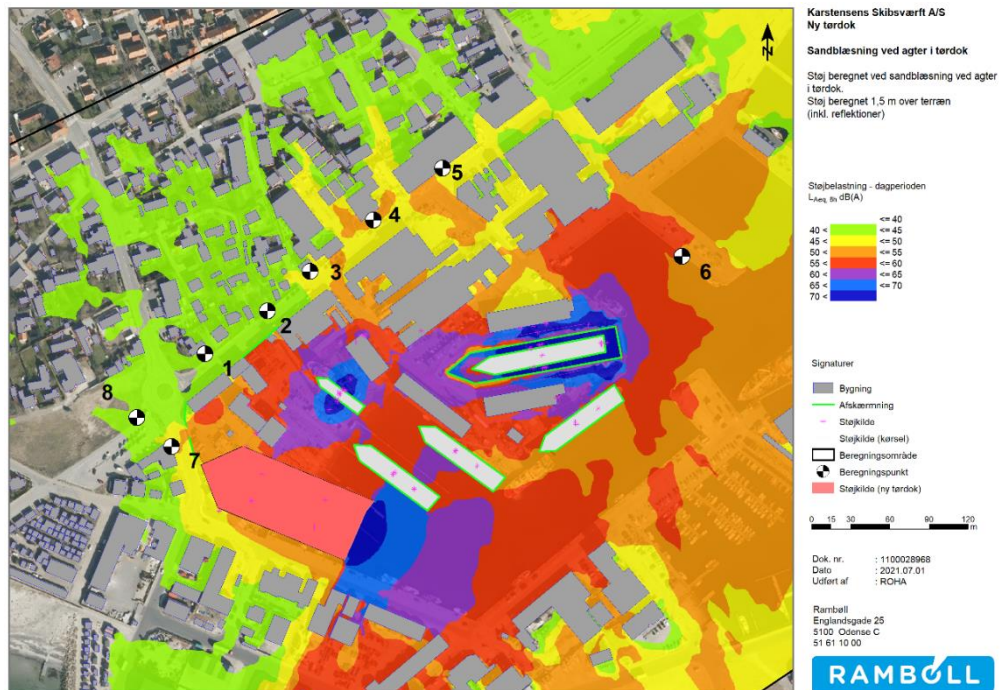 Karstensens Skibsværft A/S
Ny tørdok
Sandblæsning ved agter i tørdok
Støj beregnet ved sandblæsning ved agter
i tørdok.
Støj beregnet 1,5 m over terræn
(inkl. reflektioner)
Støjbelastning - dagperioden
LAeq, 8h dB(A)
<= 40
40 < <= 45
45 < <= 50
50 < <= 55
55 < <= 60
60 < <= 65
65 < <= 70
70 <
Signaturer
Bygning
Afskærmning
Støjkilde
Støjkilde (kørsel)
Beregningsområde
Beregningspunkt
Støjkilde (ny tørdok)
0 15 30 60 90 120
m
Dok. nr. : 1100028968
Dato : 2021.07.01
Udført af : ROHA
Rambøll
Englandsgade 25
5100 Odense C
51 61 10 00
RAMBOLL
N
5
4
3
6
2
1
8
7